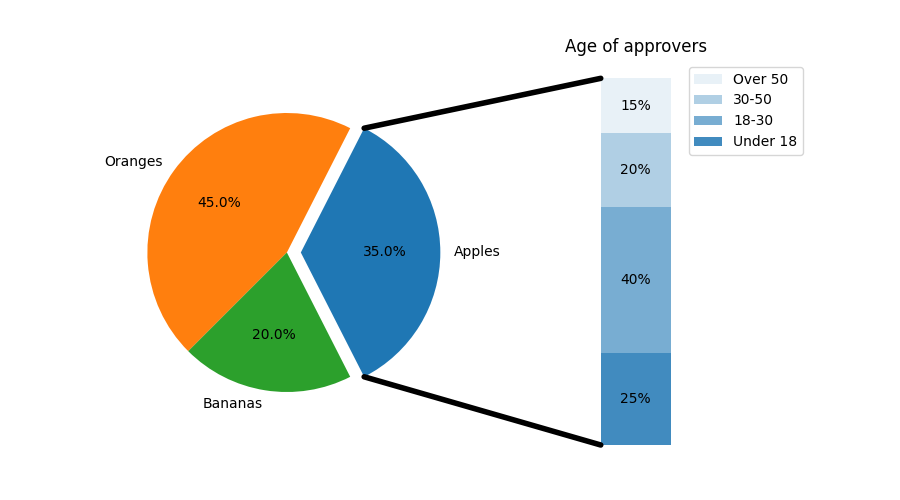 Age of approvers
Over 50
30-50
18-30
Under 18
15%
20%
40%
25%
Oranges
45.0%
35.0%
Apples
20.0%
Bananas